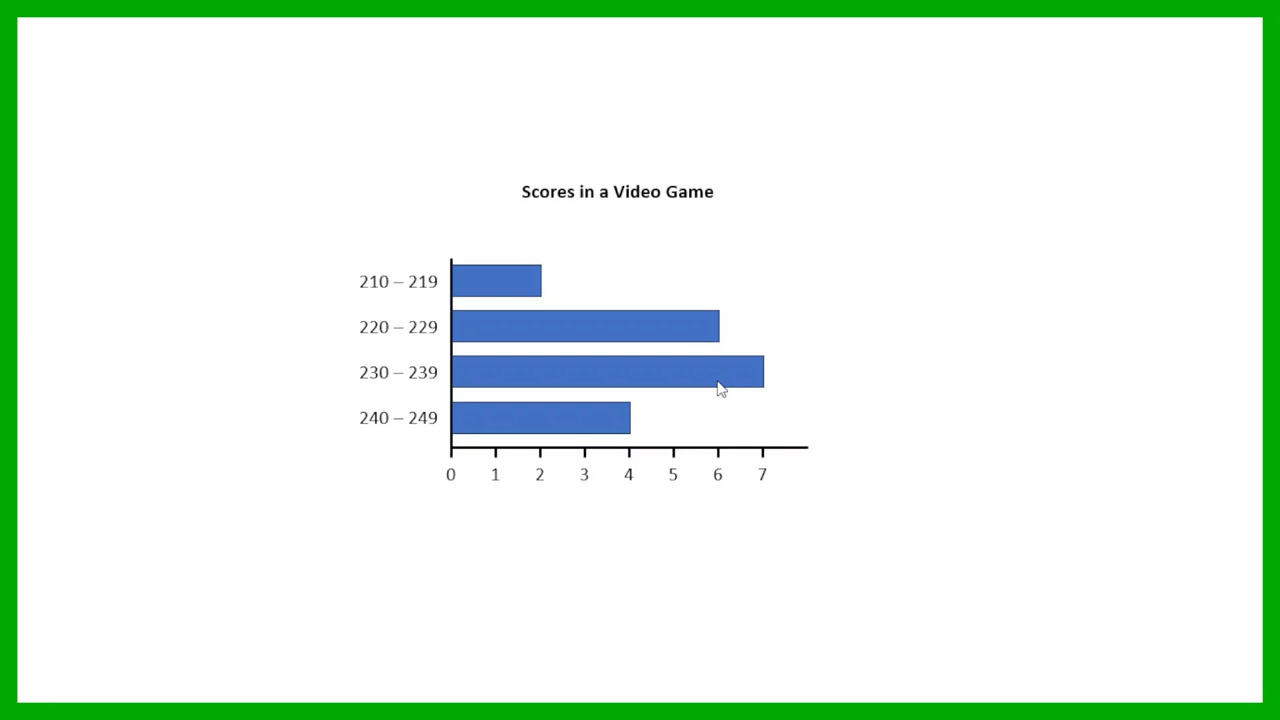 Scores in a Video Game
210 – 219
220 – 229
230 – 239
240 – 249
0 1 2 3 4 5 6 7